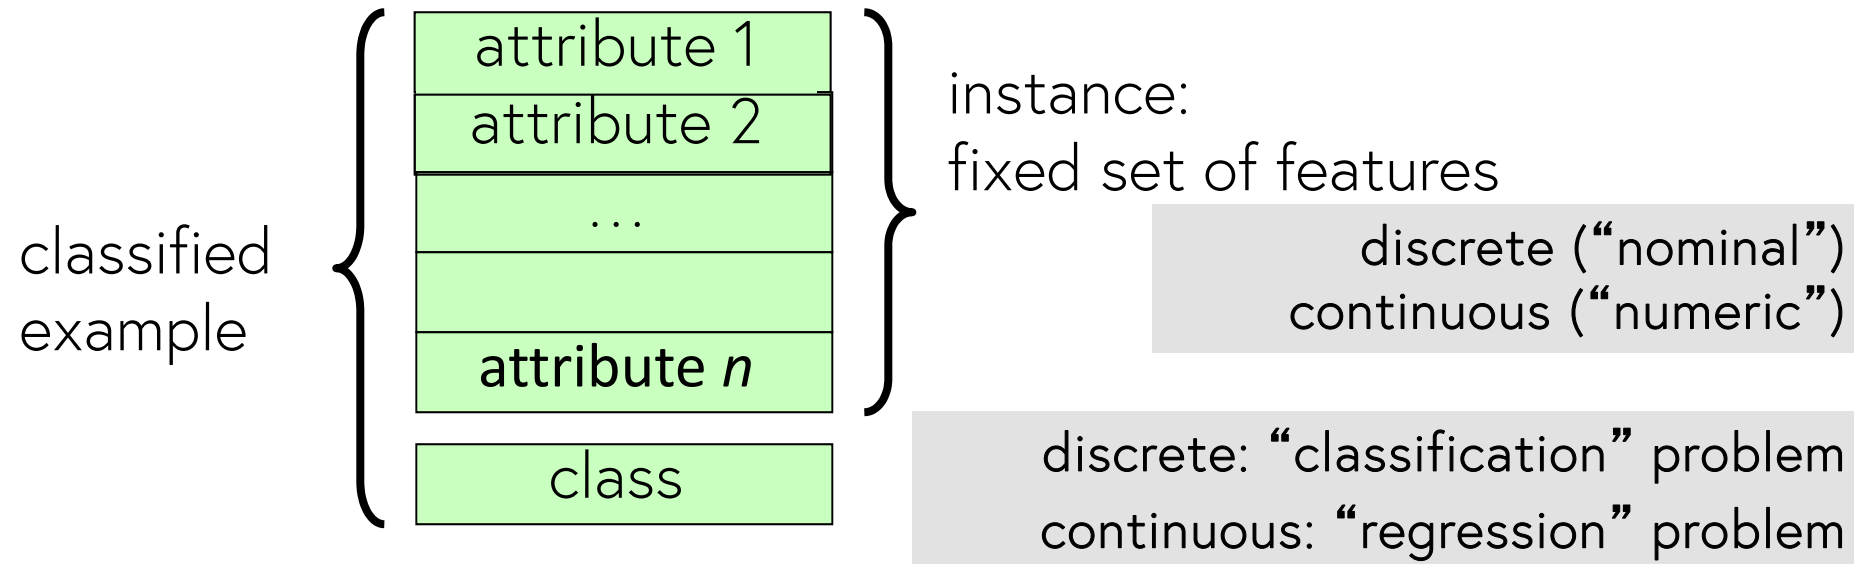 classified
example
attribute 1
attribute 2
...
attribute n
class
instance:
fixed set of features
discrete (“nominal”)
continuous (“numeric”)
discrete: “classification” problem
continuous: “regression” problem